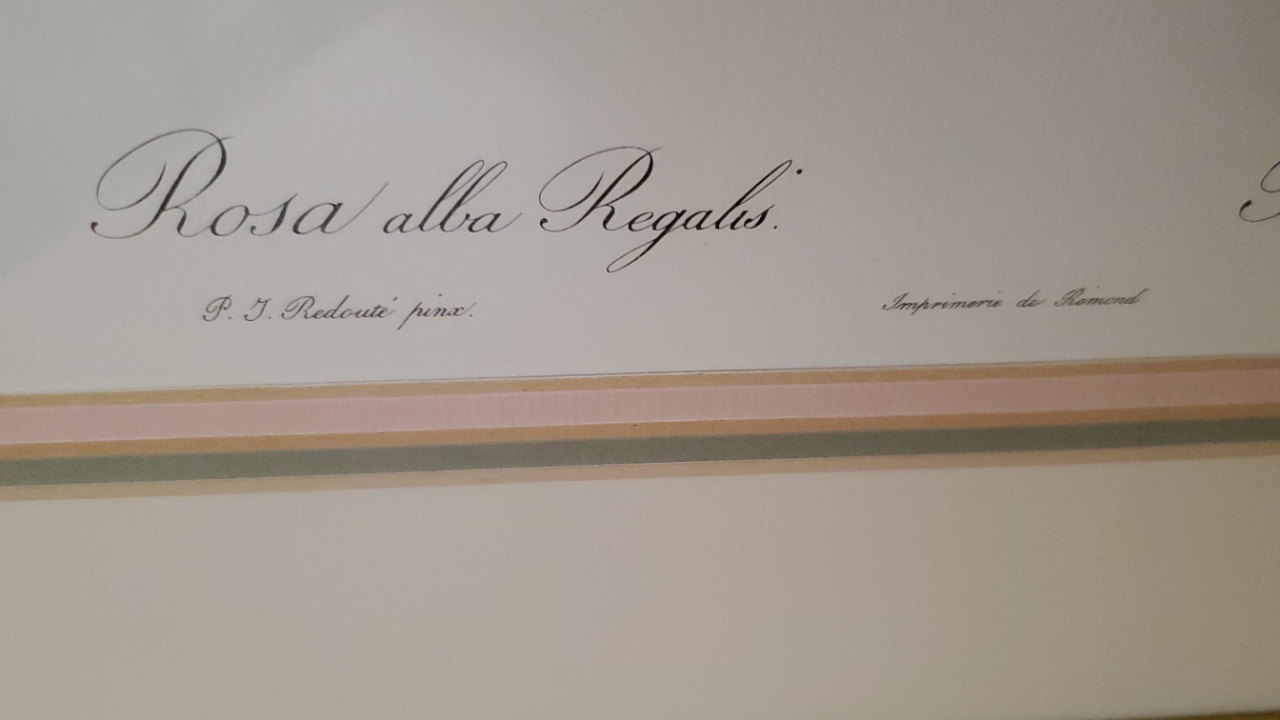 Rosa alba Regalis.
P. J. Redouté pinx.
Imprimerie de Rémond